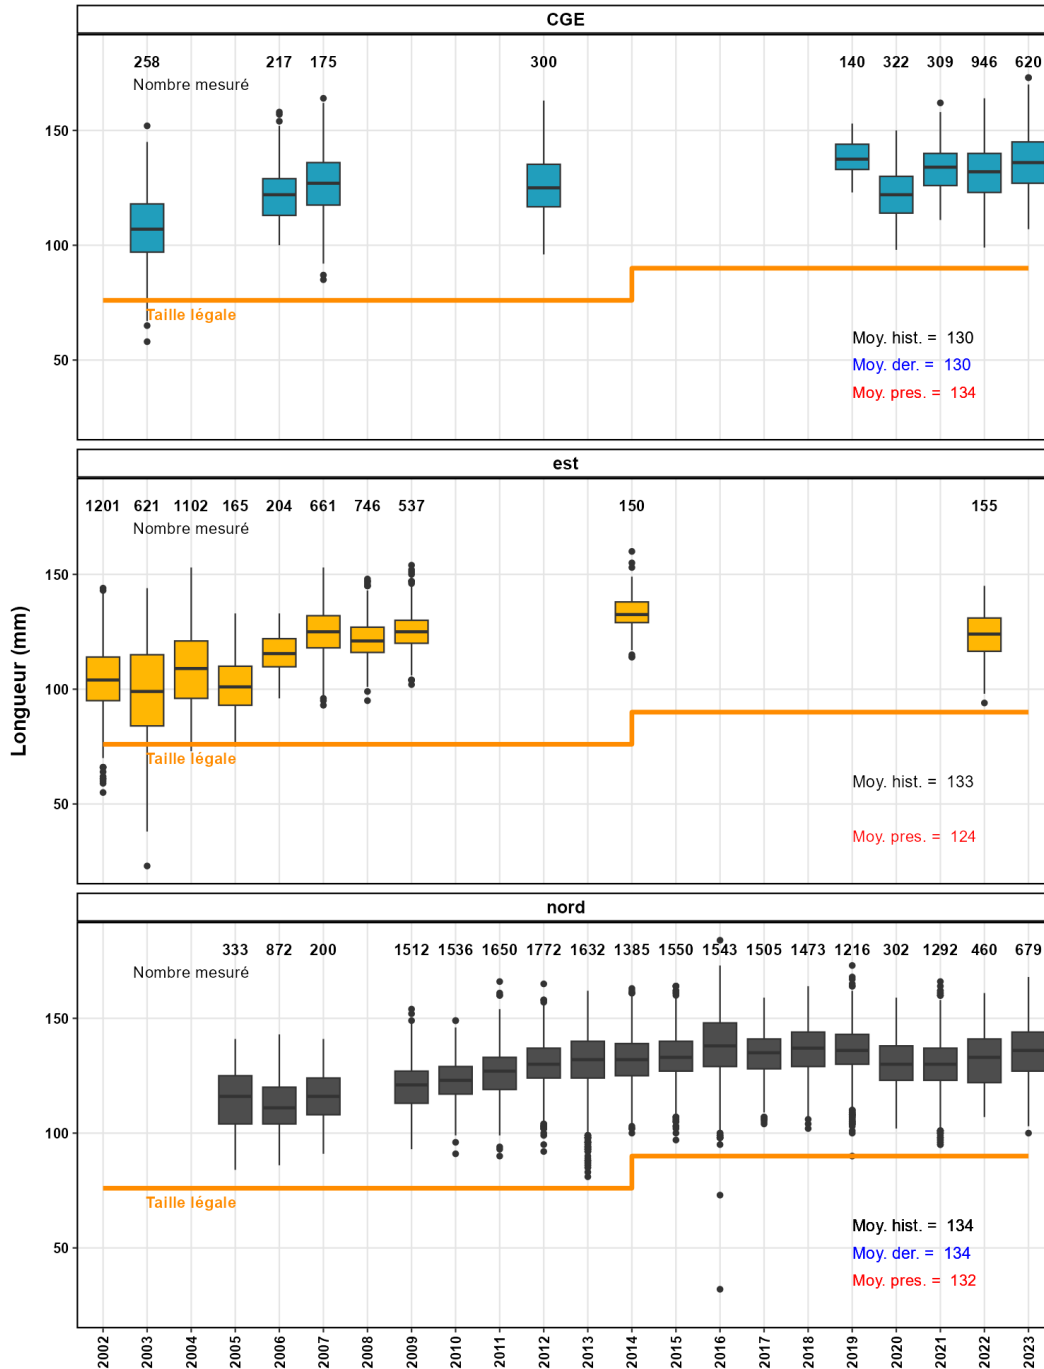 CGE
258 217 175 300 140 322 309 946 620
Nombre mesuré
150
100
Taille légale
50
Moy. hist. = 130
Moy. der. = 130
Moy. pres. = 134
est
1201 621 1102 165 204 661 746 537 150 155
Nombre mesuré
150
100
Taille légale
50
Moy. hist. = 133
Moy. pres. = 124
Longueur (mm)
nord
333 872 200 1512 1536 1650 1772 1632 1385 1550 1543 1505 1473 1216 302 1292 460 679
Nombre mesuré
150
100
Taille légale
50
Moy. hist. = 134
Moy. der. = 134
Moy. pres. = 132
2002 2003 2004 2005 2006 2007 2008 2009 2010 2011 2012 2013 2014 2015 2016 2017 2018 2019 2020 2021 2022 2023